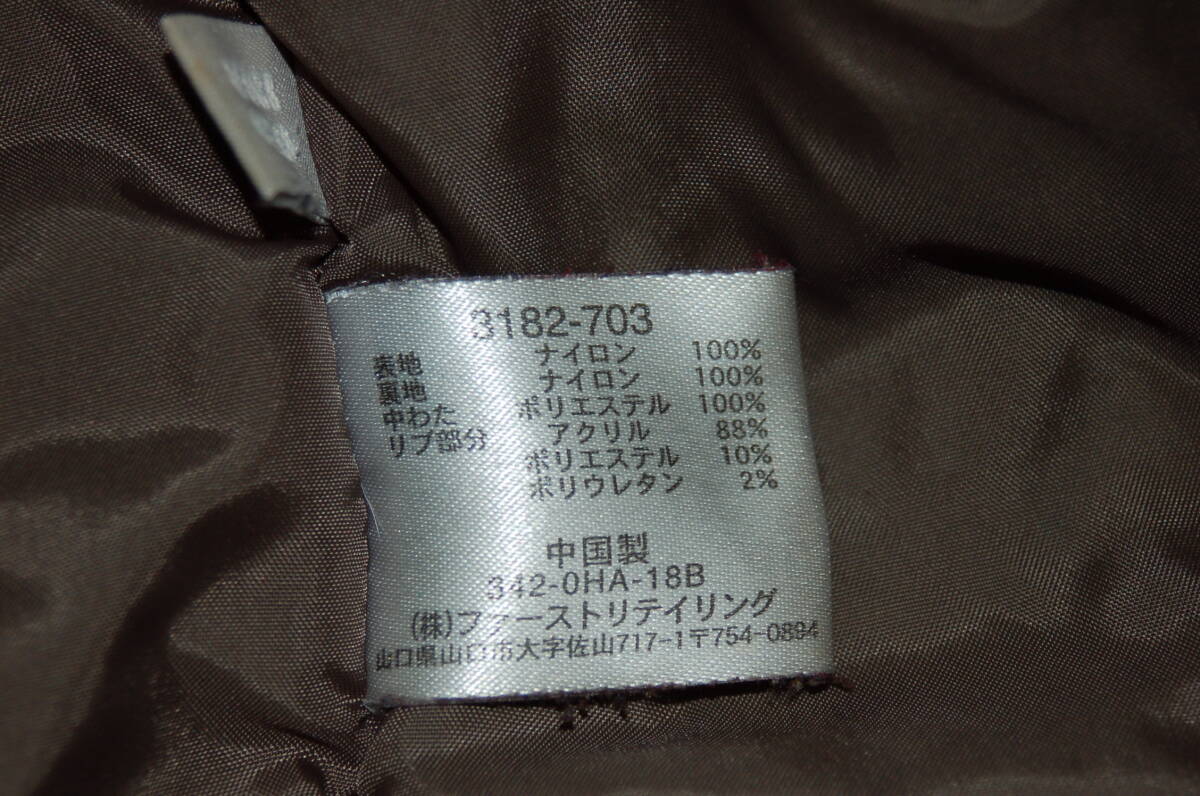 3182-703
表地 ナイロン 100%
裏地 ナイロン 100%
中わた ポリエステル 100%
リブ部分 アクリル 88%
ポリエステル 10%
ポリウレタン 2%
中国製
342-0HA-18B
(株)ファーストリテイリング
山口県山口市大字佐山717-1〒754-0894